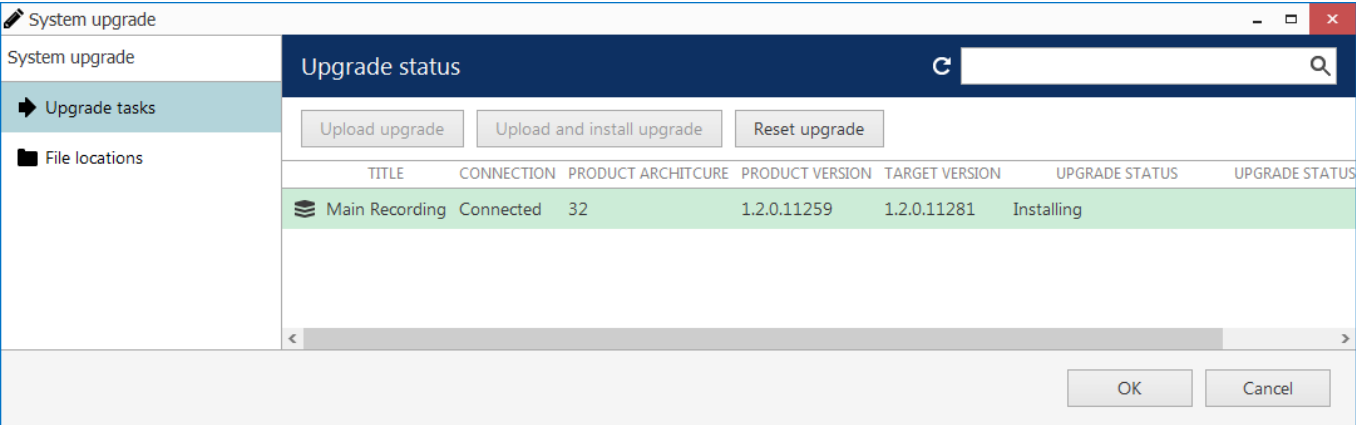 System upgrade
System upgrade
Upgrade tasks
File locations
Upgrade status
Upload upgrade Upload and install upgrade Reset upgrade
TITLE CONNECTION PRODUCT ARCHITCURE PRODUCT VERSION TARGET VERSION UPGRADE STATUS UPGRADE STATUS
Main Recording Connected 32 1.2.0.11259 1.2.0.11281 Installing
OK Cancel